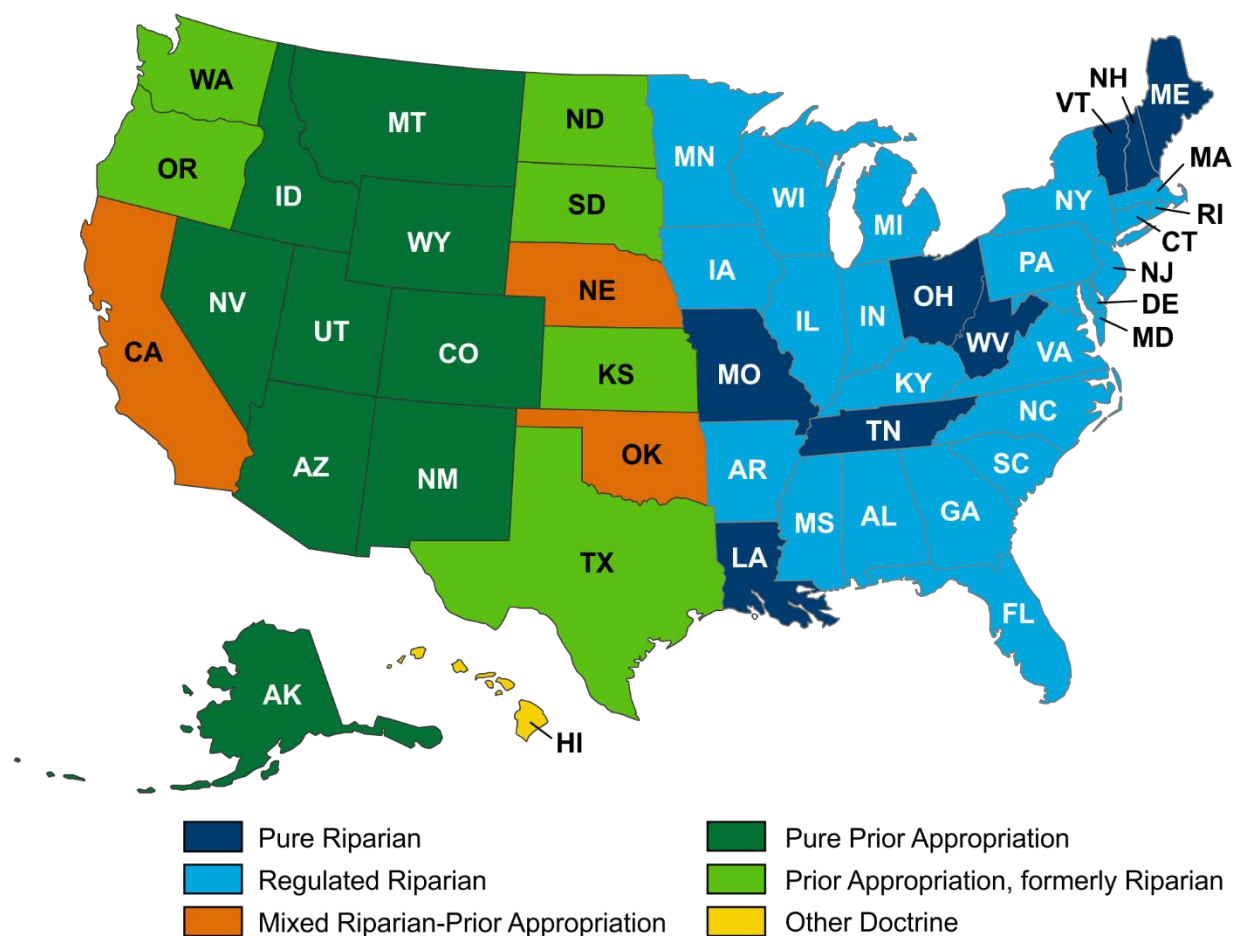 WA
MT
ND
OR
ID
SD
WY
MN
WI
MI
NY
VT
NH
ME
MA
RI
CT
NJ
DE
MD
PA
NV
UT
CO
NE
IA
IL
IN
OH
WV
VA
CA
KS
MO
KY
NC
TN
AZ
NM
OK
AR
SC
MS
AL
GA
TX
LA
FL
AK
HI
Pure Riparian
Regulated Riparian
Mixed Riparian-Prior Appropriation
Pure Prior Appropriation
Prior Appropriation, formerly Riparian
Other Doctrine